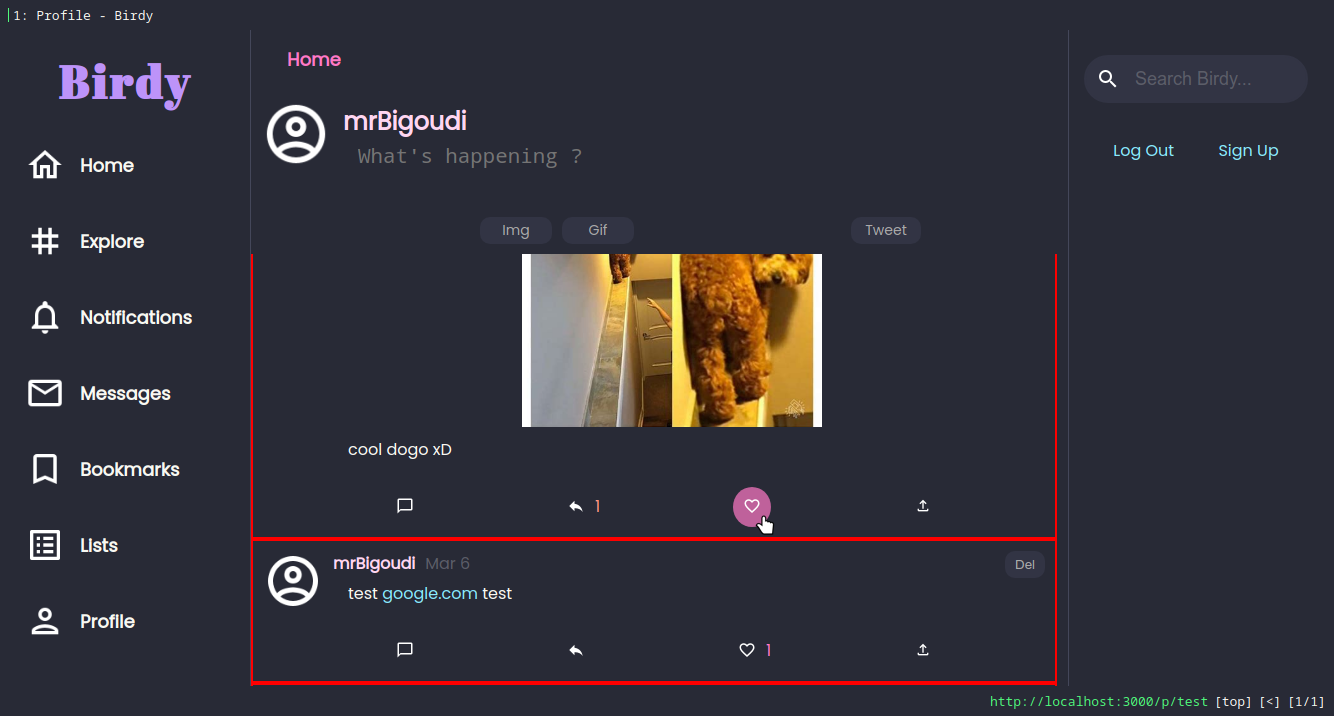 1: Profile - Birdy
Birdy
Home
Explore
Notifications
Messages
Bookmarks
Lists
Profile
Home
mrBigoudi
What's happening ?
Img Gif Tweet
cool dogo xD
1
mrBigoudi Mar 6 Del
test google.com test
1
Search Birdy...
Log Out Sign Up
http://localhost:3000/p/test [top] [<] [1/1]